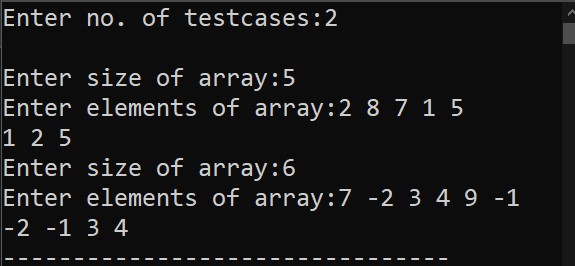 Enter no. of testcases:2
Enter size of array:5
Enter elements of array:2 8 7 1 5
1 2 5
Enter size of array:6
Enter elements of array:7 -2 3 4 9 -1
-2 -1 3 4
--------------------------------